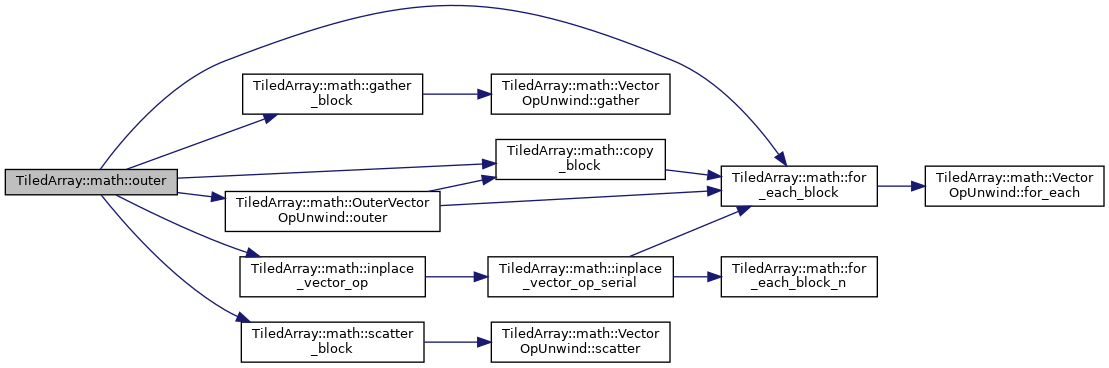 TiledArray::math::outer
TiledArray::math::gather
_block
TiledArray::math::Vector
OpUnwind::gather
TiledArray::math::copy
_block
TiledArray::math::OuterVector
OpUnwind::outer
TiledArray::math::for
_each_block
TiledArray::math::Vector
OpUnwind::for_each
TiledArray::math::inplace
_vector_op
TiledArray::math::inplace
_vector_op_serial
TiledArray::math::for
_each_block_n
TiledArray::math::scatter
_block
TiledArray::math::Vector
OpUnwind::scatter